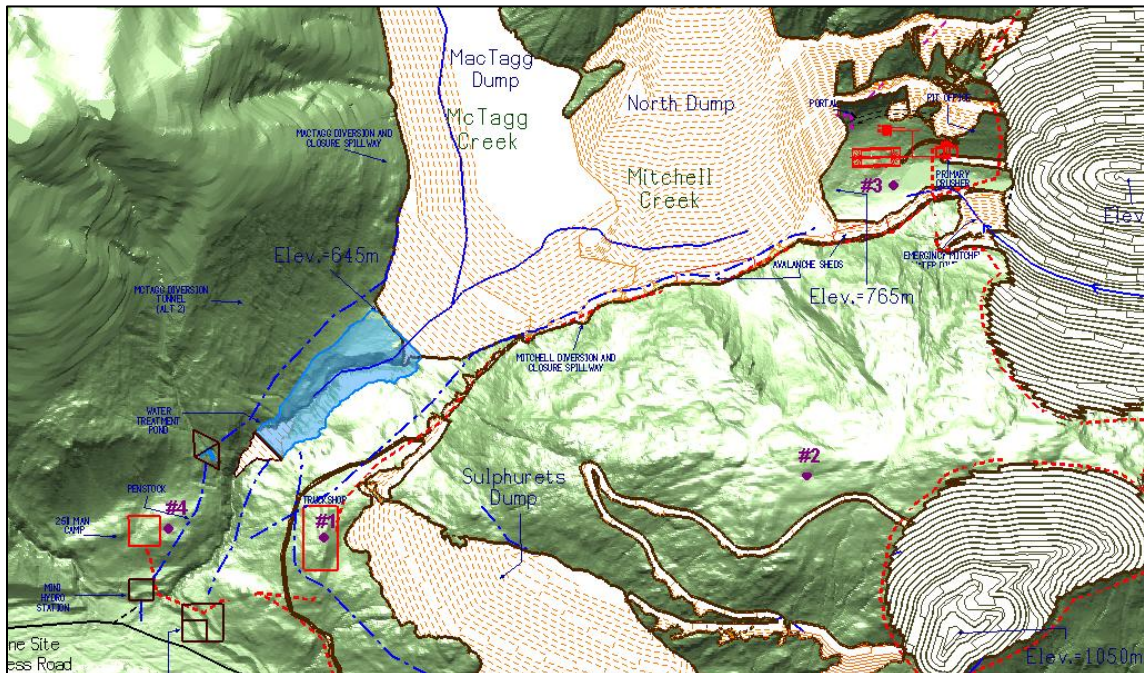 MacTagg
Dump
McTagg
Creek
North Dump
Mitchell
Creek
PORTAL
PIT OFFICE
MACTAGG DIVERSION AND
CLOSURE SPILLWAY
PRIMARY
CRUSHER
#3
Elev.
Elev.=645m
AVALANCHE SHEDS
EMERGENCY MITCHE
Elev.=765m
MCTAGG DIVERSION
TUNNEL
(ALT 2)
MITCHELL DIVERSION AND
CLOSURE SPILLWAY
WATER
TREATMENT
POND
#2
Sulphurets
Dump
PENSTOCK
#4
TRUCKSHOP
#1
MAN
CAMP
MINI
HYDRO
STATION
ne Site
ess Road
Elev.=1050m